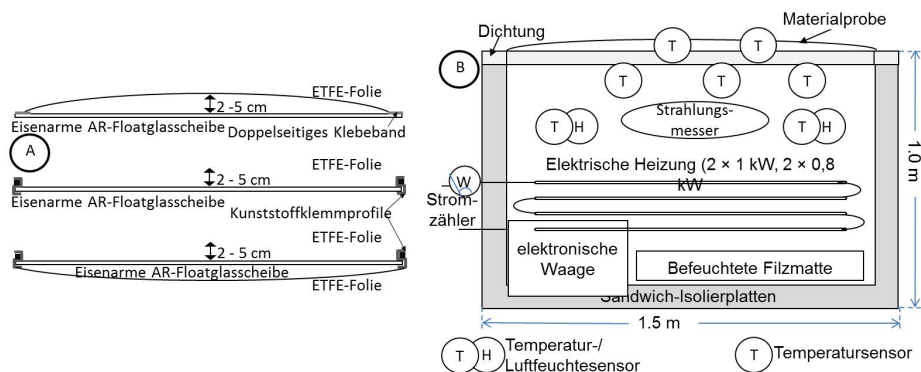 ETFE-Folie
2 -5 cm
Eisenarme AR-Floatglasscheibe
Doppelseitiges Klebeband
A
ETFE-Folie
2 - 5 cm
Eisenarme AR-Floatglasscheibe
Kunststoffklemmprofile
ETFE-Folie
2 - 5 cm
Eisenarme AR-Floatglasscheibe
ETFE-Folie
Materialprobe
Dichtung
T
T
B
T
T
T
T
H
Strahlungs-
messer
T
H
Elektrische Heizung (2 × 1 kW, 2 × 0,8
kW
W
Strom-
zähler
elektronische
Waage
Befeuchtete Filzmatte
Sandwich-Isolierplatten
1.0 m
1.5 m
T
H
Temperatur-/
Luftfeuchtesensor
T
Temperatursensor